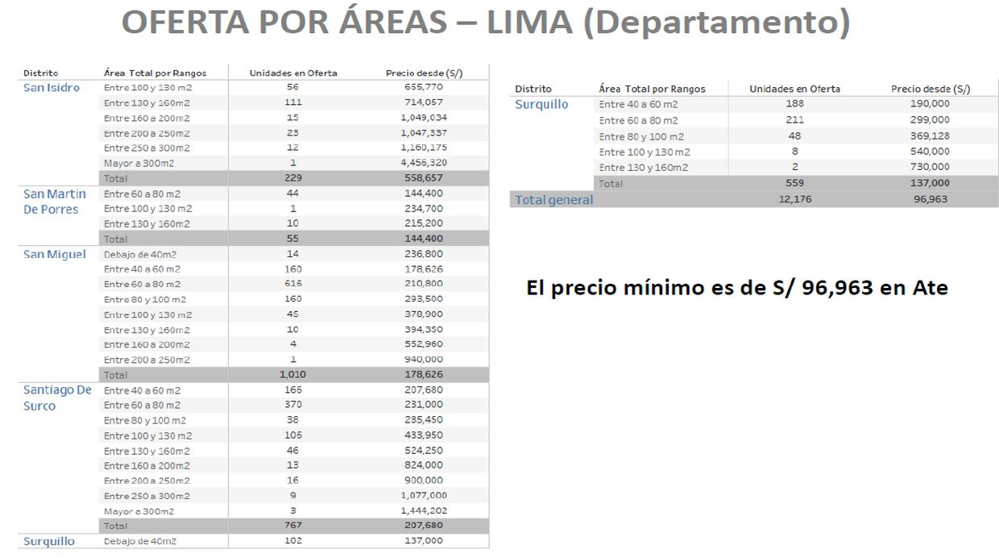 OFERTA POR ÁREAS – LIMA (Departamento)
Distrito Área Total por Rangos Unidades en Oferta Precio desde (S/)
San Isidro Entre 100 y 130 m2 56 655,770
Entre 130 y 160m2 111 714,057
Entre 160 a 200m2 15 1,049,034
Entre 200 a 250m2 23 1,047,337
Entre 250 a 300m2 12 1,160,175
Mayor a 300m2 1 4,456,320
Total 229 558,657
San Martin De Porres Entre 60 a 80 m2 44 144,400
Entre 100 y 130 m2 1 234,700
Entre 130 y 160m2 10 215,200
Total 55 144,400
San Miguel Debajo de 40m2 14 236,800
Entre 40 a 60 m2 160 178,626
Entre 60 a 80 m2 616 210,800
Entre 80 y 100 m2 160 293,500
Entre 100 y 130 m2 45 378,900
Entre 130 y 160m2 10 394,350
Entre 160 a 200m2 4 552,960
Entre 200 a 250m2 1 940,000
Total 1,010 178,626
Santiago De Surco Entre 40 a 60 m2 166 207,680
Entre 60 a 80 m2 370 231,000
Entre 80 y 100 m2 38 285,450
Entre 100 y 130 m2 106 433,950
Entre 130 y 160m2 46 524,250
Entre 160 a 200m2 13 824,000
Entre 200 a 250m2 16 900,000
Entre 250 a 300m2 9 1,077,000
Mayor a 300m2 3 1,444,202
Total 767 207,680
Surquillo Debajo de 40m2 102 137,000
Distrito Área Total por Rangos Unidades en Oferta Precio desde (S/)
Surquillo Entre 40 a 60 m2 188 190,000
Entre 60 a 80 m2 211 299,000
Entre 80 y 100 m2 48 369,128
Entre 100 y 130 m2 8 540,000
Entre 130 y 160m2 2 730,000
Total 559 137,000
Total general 12,176 96,963
El precio mínimo es de S/ 96,963 en Ate